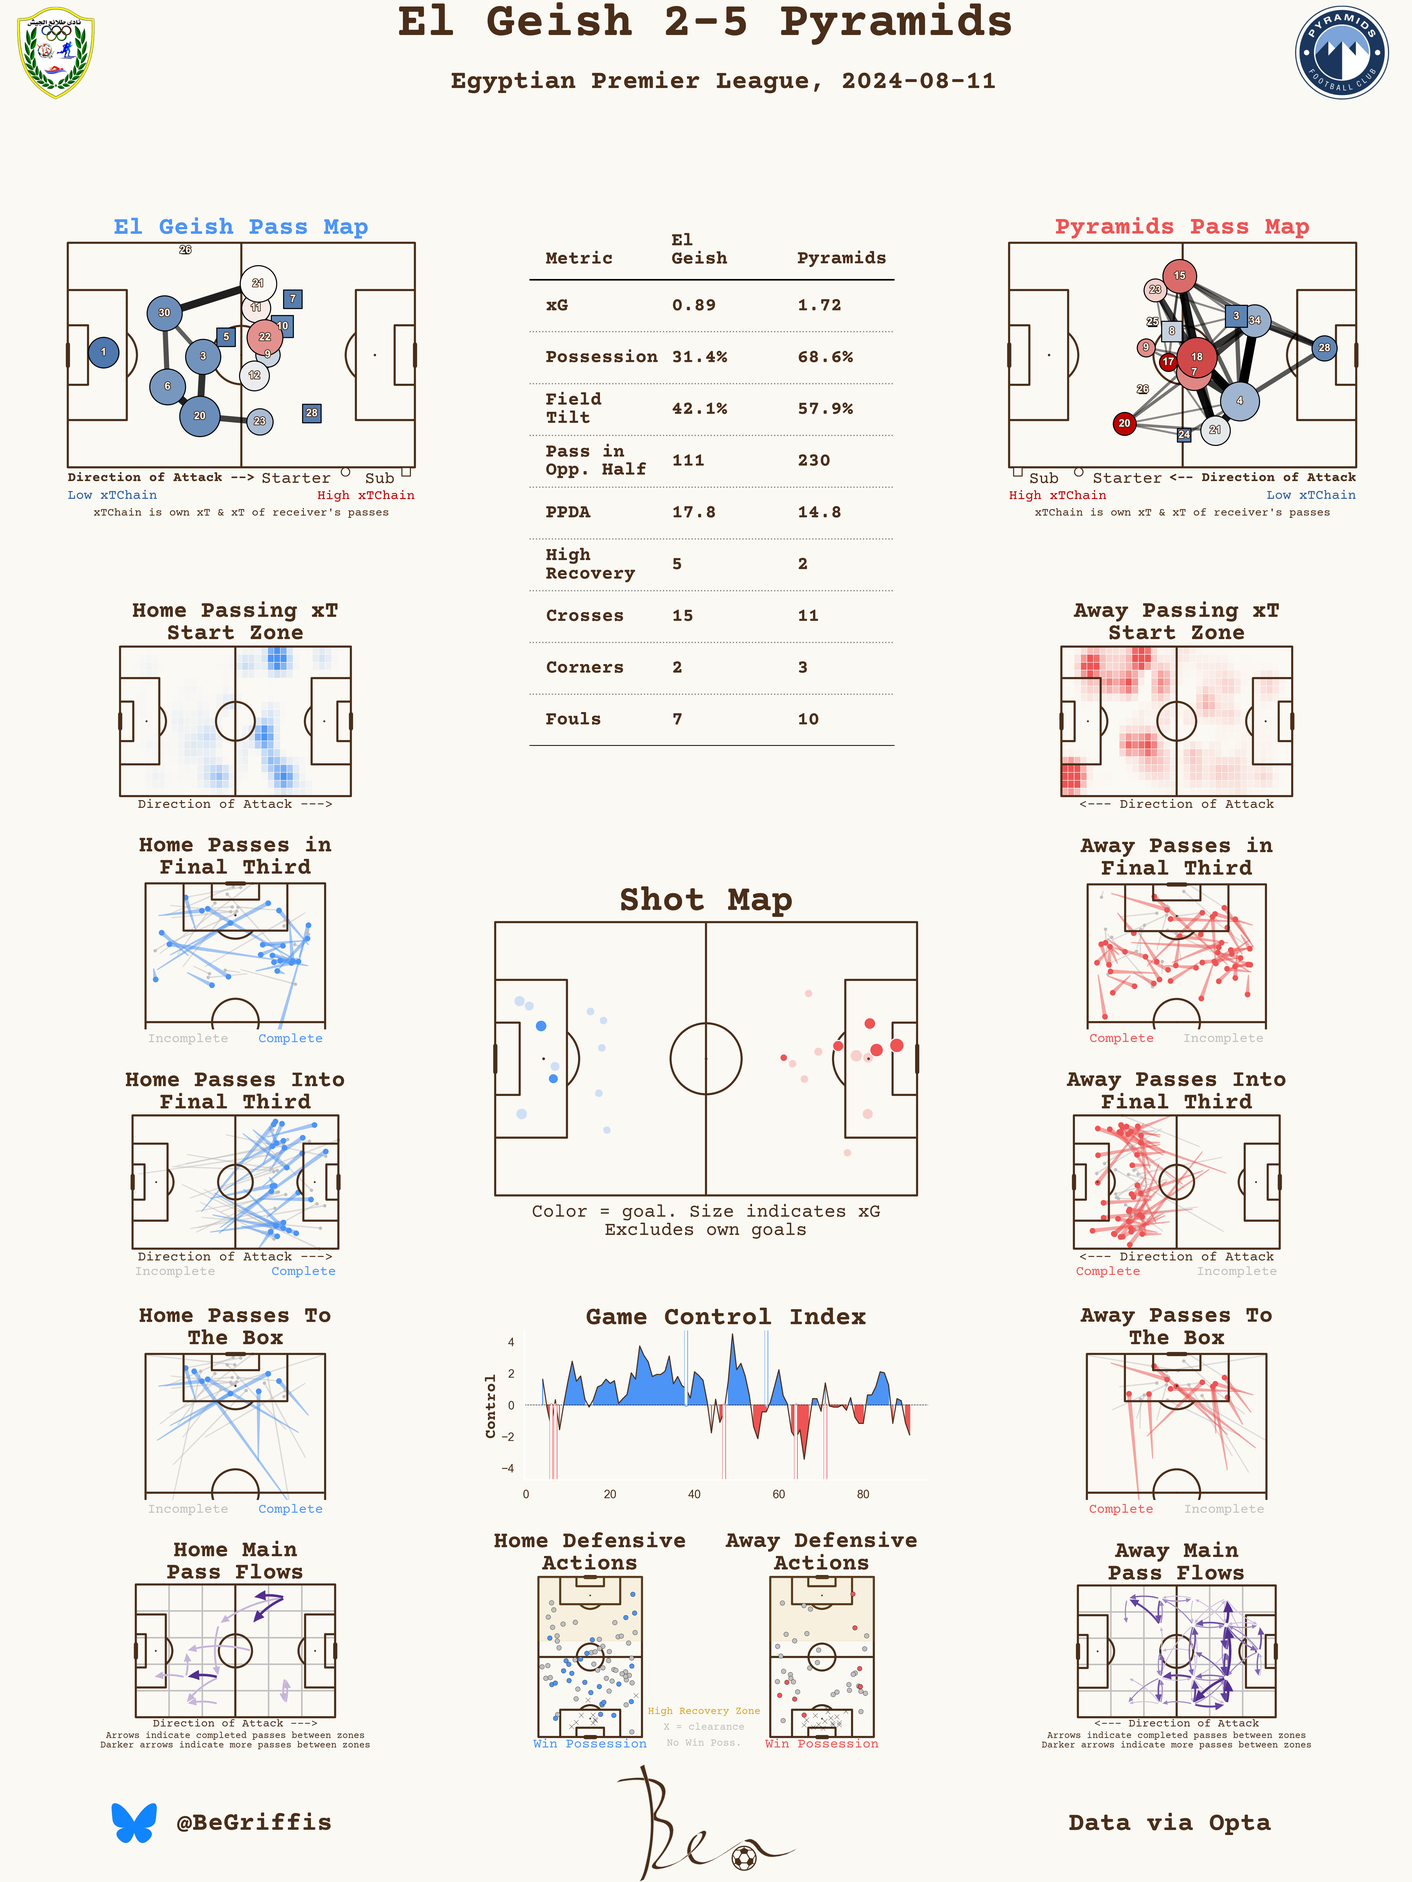 نادى طلائع الجيش
El Geish 2-5 Pyramids
Egyptian Premier League, 2024-08-11
PYRAMIDS
FOOTBALL CLUB
El Geish Pass Map
26
21
7
11
30
10
5
22
1
3
9
12
6
20
23
28
Direction of Attack --> Starter Sub
Low xTChain High xTChain
xTChain is own xT & xT of receiver's passes
Metric El Geish Pyramids
xG 0.89 1.72
Possession 31.4% 68.6%
Field Tilt 42.1% 57.9%
Pass in Opp. Half 111 230
PPDA 17.8 14.8
High Recovery 5 2
Crosses 15 11
Corners 2 3
Fouls 7 10
Pyramids Pass Map
15
23
25
8
3
34
9
17
18
28
7
26
4
20
24
21
Sub Starter <-- Direction of Attack
High xTChain Low xTChain
xTChain is own xT & xT of receiver's passes
Home Passing xT
Start Zone
Direction of Attack --->
Away Passing xT
Start Zone
<--- Direction of Attack
Home Passes in
Final Third
Incomplete Complete
Away Passes in
Final Third
Complete Incomplete
Shot Map
Color = goal. Size indicates xG
Excludes own goals
Home Passes Into
Final Third
Direction of Attack --->
Incomplete Complete
Away Passes Into
Final Third
<--- Direction of Attack
Complete Incomplete
Home Passes To
The Box
Incomplete Complete
Game Control Index
Control
4
2
0
−2
−4
0 20 40 60 80
Away Passes To
The Box
Complete Incomplete
Home Main
Pass Flows
Direction of Attack --->
Arrows indicate completed passes between zones
Darker arrows indicate more passes between zones
Home Defensive
Actions
Win Possession
High Recovery Zone
X = clearance
No Win Poss.
Away Defensive
Actions
Win Possession
Away Main
Pass Flows
<--- Direction of Attack
Arrows indicate completed passes between zones
Darker arrows indicate more passes between zones
@BeGriffis
Ben
Data via Opta